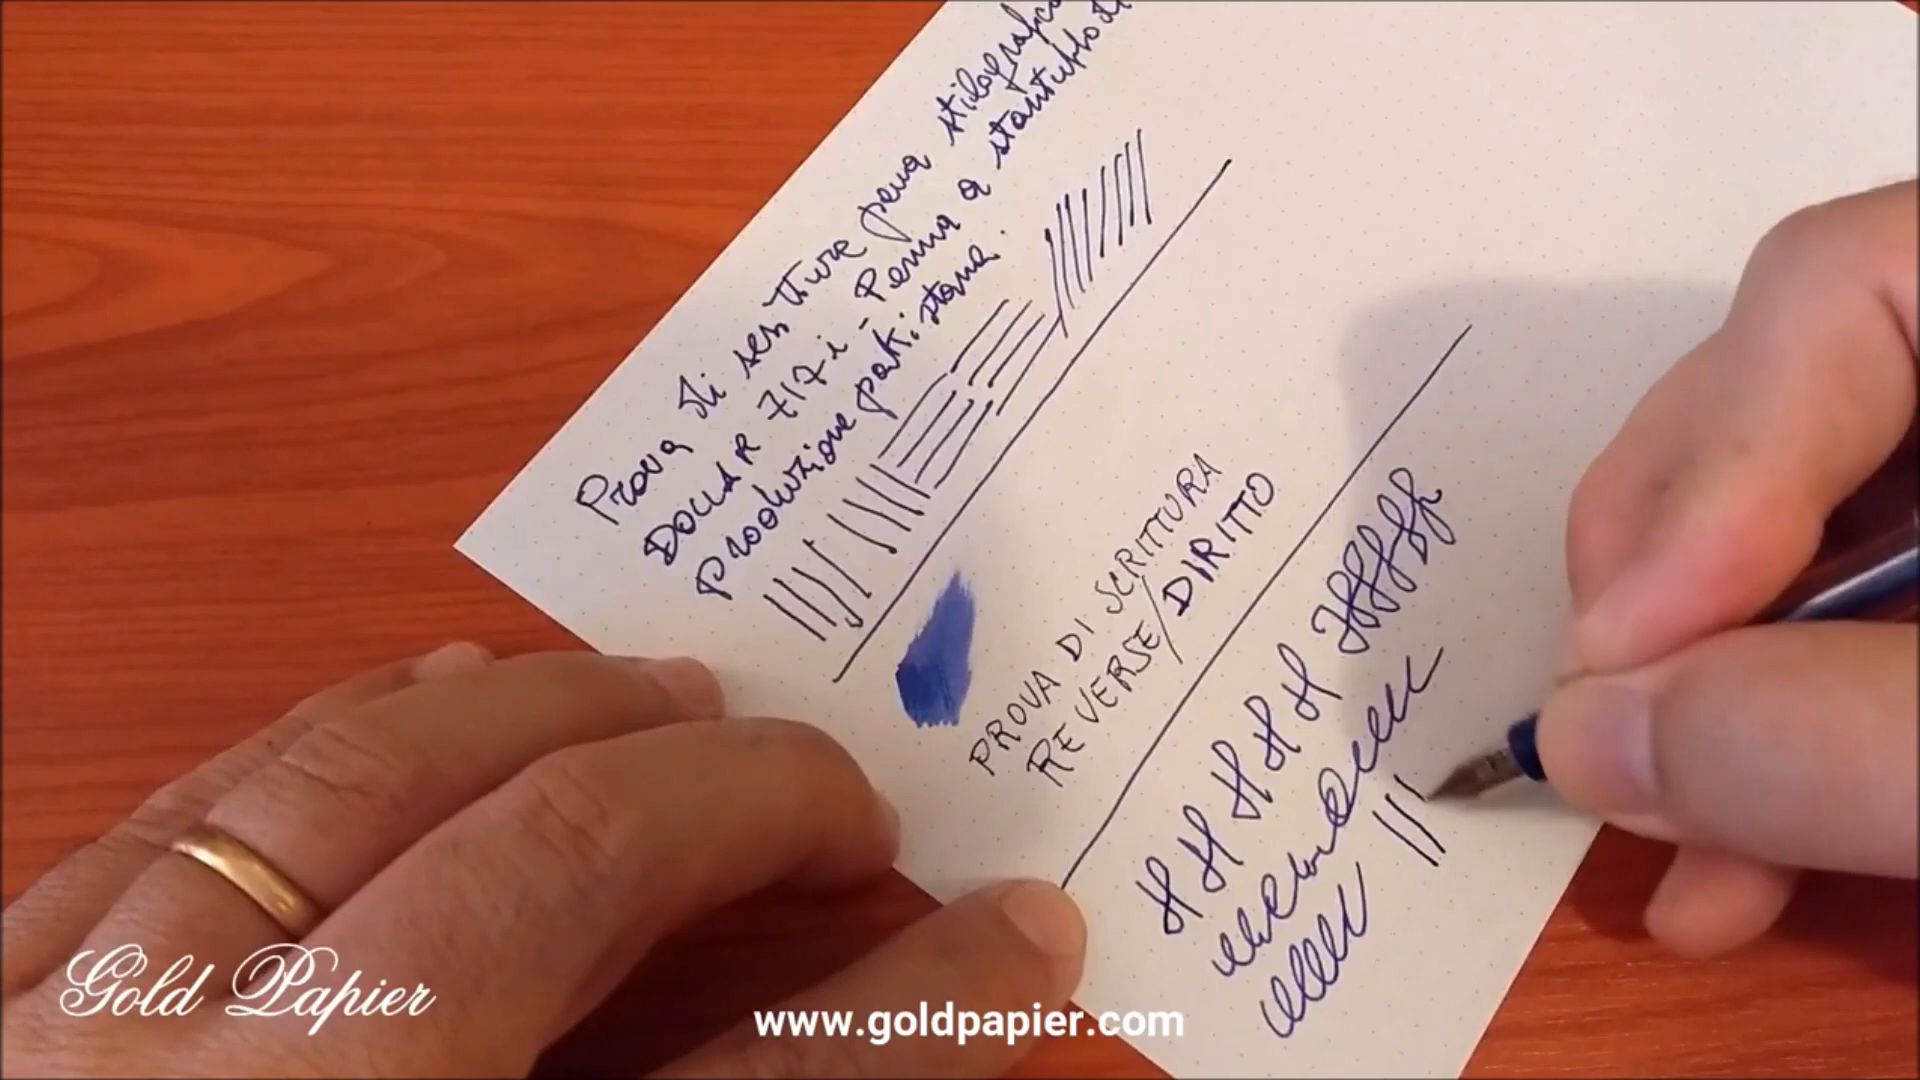 Prova di scrittura penna stilografica
DOLLAR 717i - Penna a stantuffo di
produzione pakistana.
PROVA DI SCRITTURA
REVERSE/DIRITTO
H H H H H
Gold Papier
www.goldpapier.com